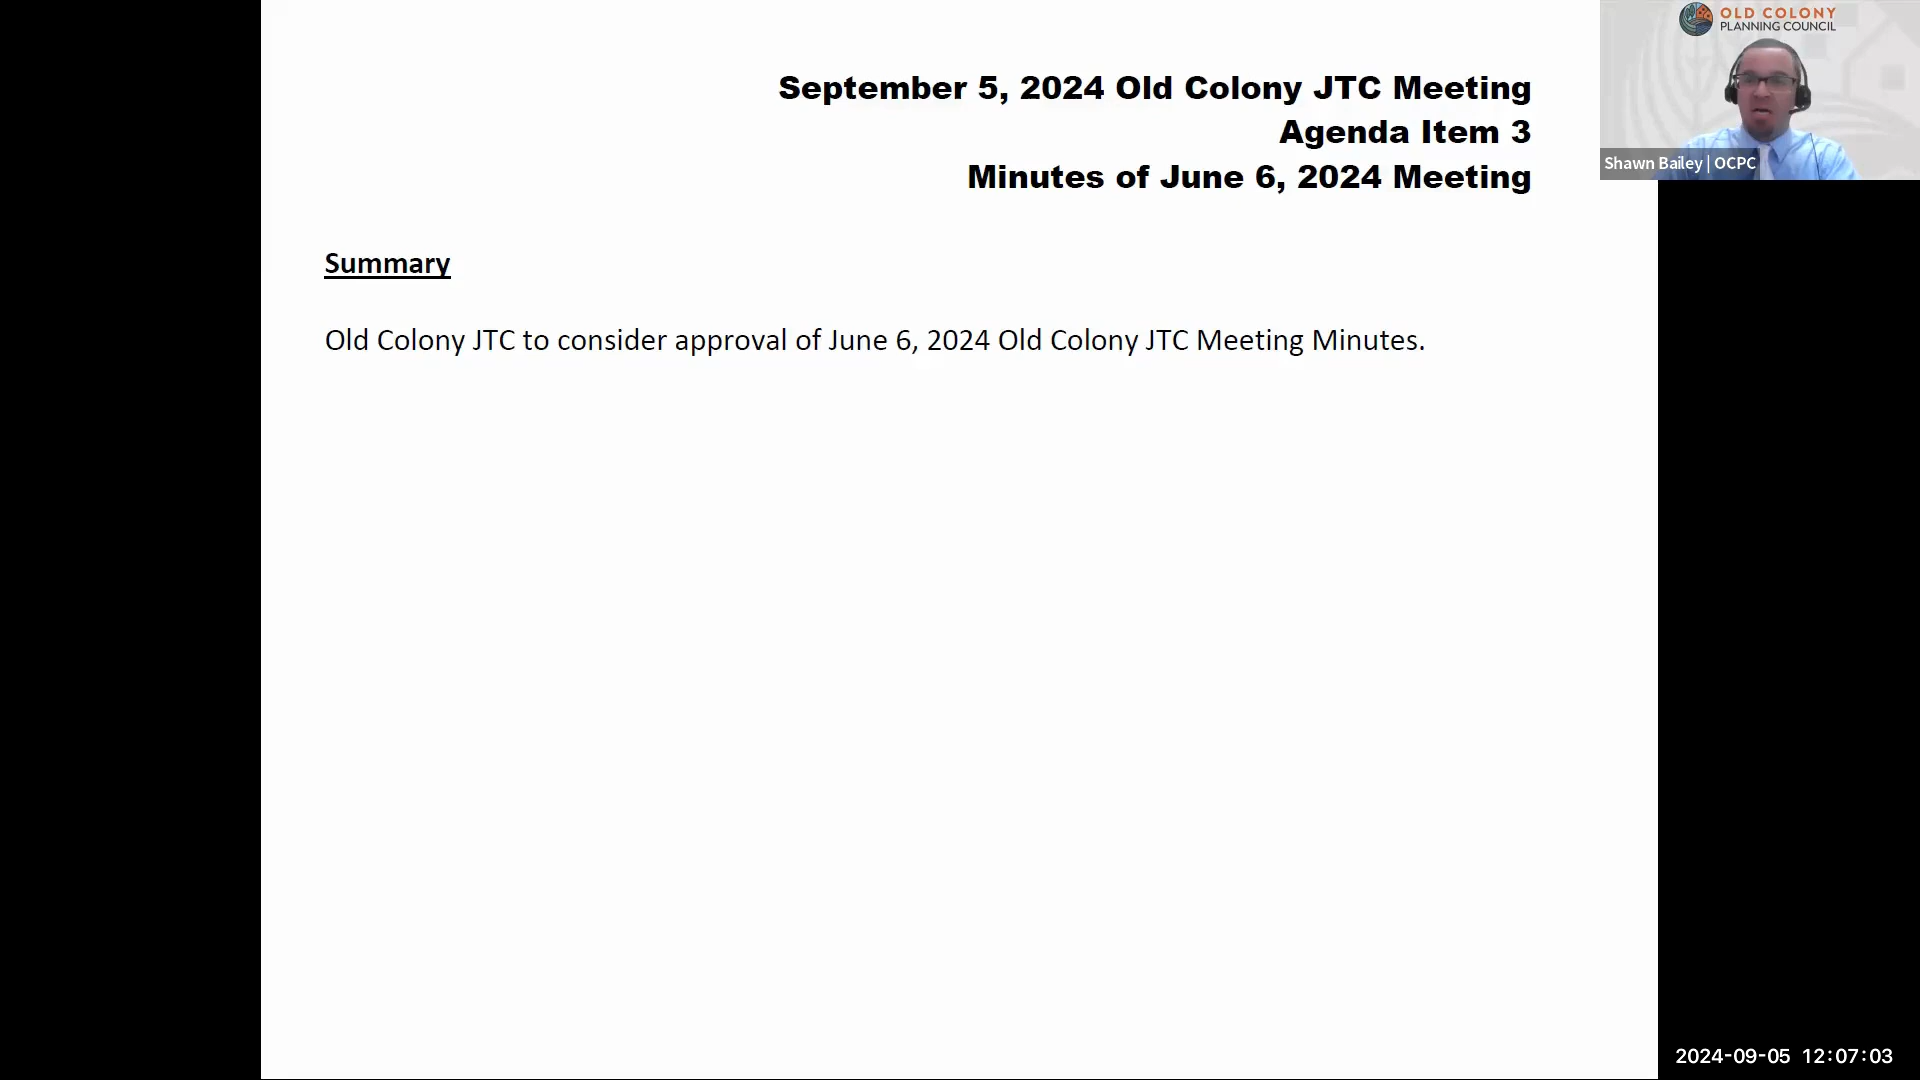 September 5, 2024 Old Colony JTC Meeting
Agenda Item 3
Minutes of June 6, 2024 Meeting
Summary
Old Colony JTC to consider approval of June 6, 2024 Old Colony JTC Meeting Minutes.
OLD COLONY
PLANNING COUNCIL
Shawn Bailey | OCPC
2024-09-05 12:07:03